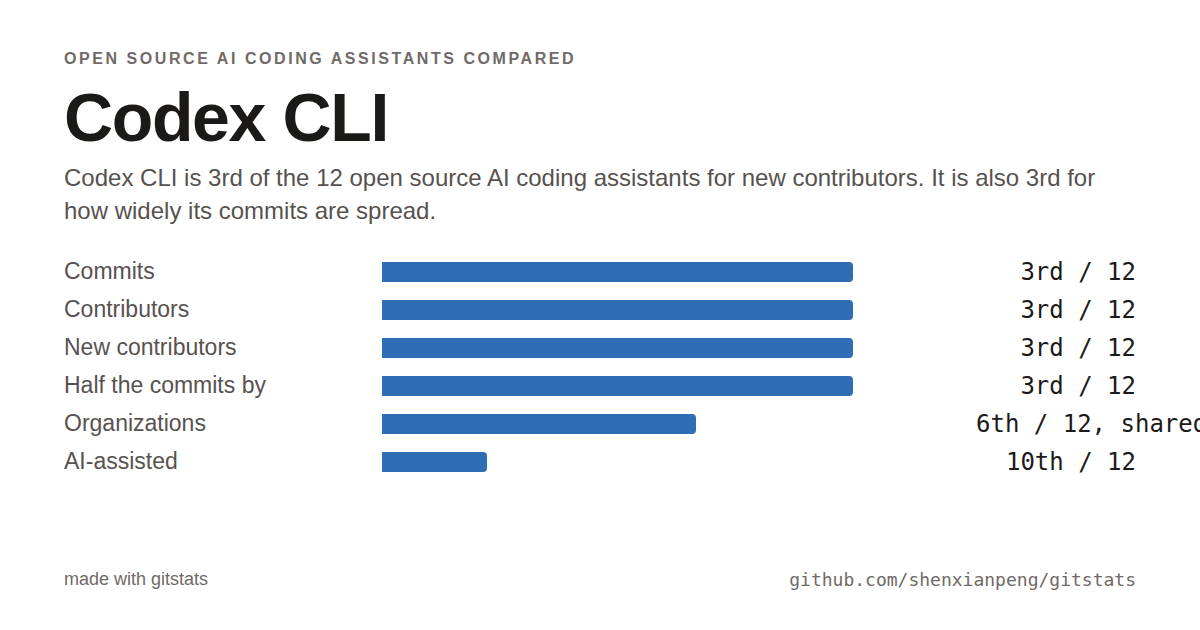 OPEN SOURCE AI CODING ASSISTANTS COMPARED
Codex CLI
Codex CLI is 3rd of the 12 open source AI coding assistants for new contributors. It is also 3rd for
how widely its commits are spread.
Commits 3rd / 12
Contributors 3rd / 12
New contributors 3rd / 12
Half the commits by 3rd / 12
Organizations 6th / 12, shared
AI-assisted 10th / 12
made with gitstats github.com/shenxianpeng/gitstats